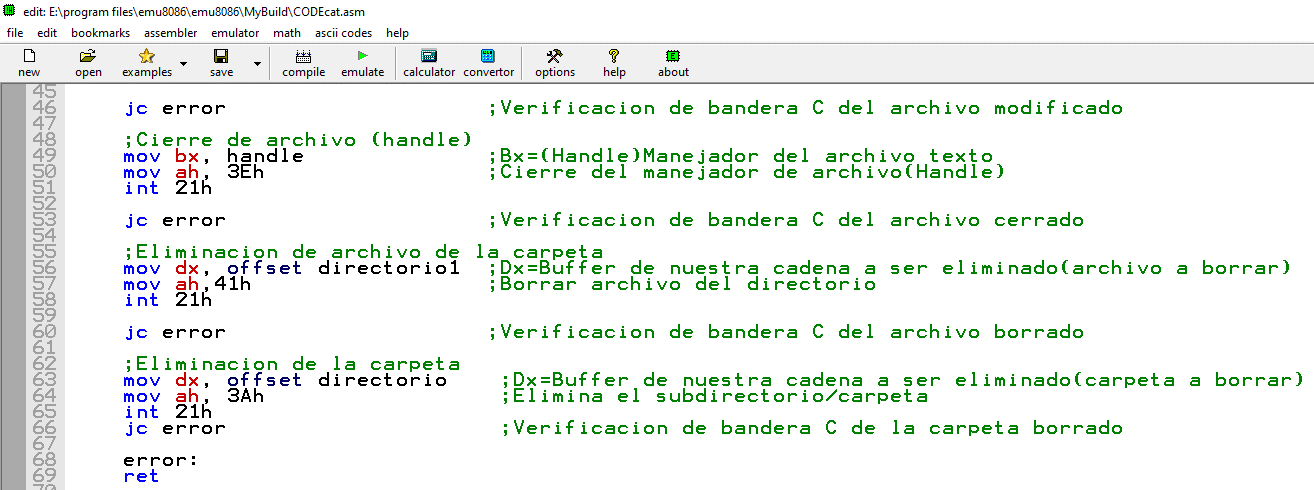 edit: E:\program files\emu8086\emu8086\MyBuild\CODEcat.asm
file edit bookmarks assembler emulator math ascii codes help
new open examples save compile emulate calculator convertor options help about
45
46 jc error ;Verificacion de bandera C del archivo modificado
47
48 ;Cierre de archivo (handle)
49 mov bx, handle ;Bx=(Handle)Manejador del archivo texto
50 mov ah, 3Eh ;Cierre del manejador de archivo(Handle)
51 int 21h
52
53 jc error ;Verificacion de bandera C del archivo cerrado
54
55 ;Eliminacion de archivo de la carpeta
56 mov dx, offset directorio1 ;Dx=Buffer de nuestra cadena a ser eliminado(archivo a borrar)
57 mov ah,41h ;Borrar archivo del directorio
58 int 21h
59
60 jc error ;Verificacion de bandera C del archivo borrado
61
62 ;Eliminacion de la carpeta
63 mov dx, offset directorio ;Dx=Buffer de nuestra cadena a ser eliminado(carpeta a borrar)
64 mov ah, 3Ah ;Elimina el subdirectorio/carpeta
65 int 21h
66 jc error ;Verificacion de bandera C de la carpeta borrado
67
68 error:
69 ret
70